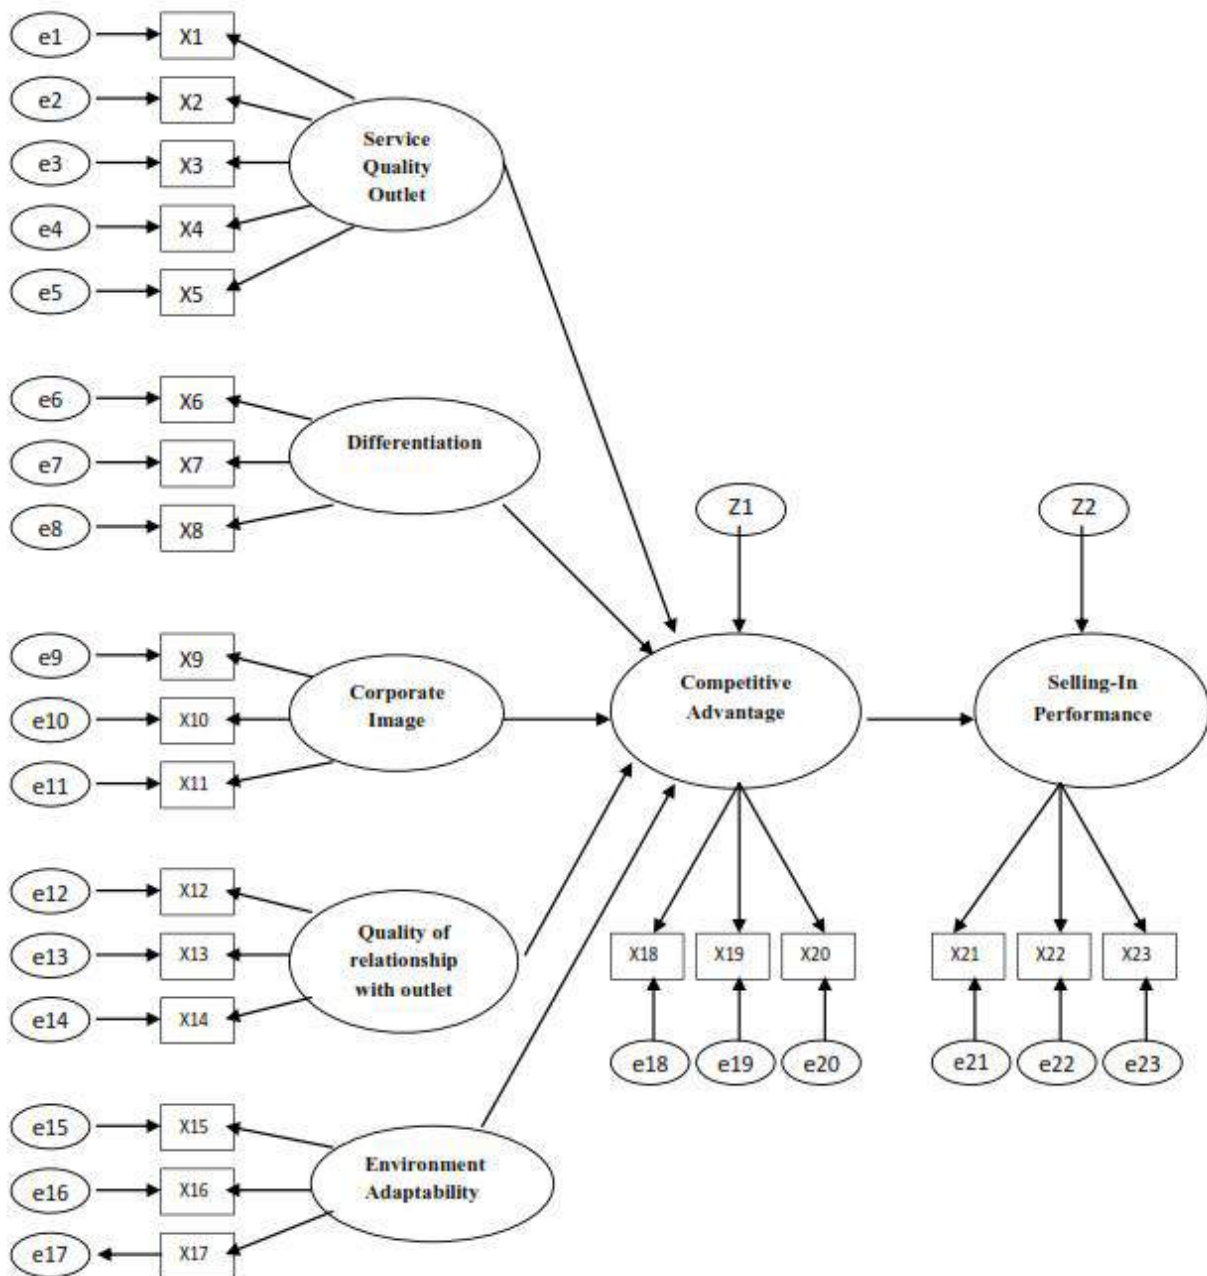 e1 X1
e2 X2
e3 X3
e4 X4
e5 X5
Service
Quality
Outlet
e6 X6
e7 X7
e8 X8
Differentiation
Z1
Z2
e9 X9
e10 X10
e11 X11
Corporate
Image
Competitive
Advantage
Selling-In
Performance
e12 X12
e13 X13
e14 X14
Quality of
relationship
with outlet
X18 X19 X20
X21 X22 X23
e18 e19 e20
e21 e22 e23
e15 X15
e16 X16
e17 X17
Environment
Adaptability